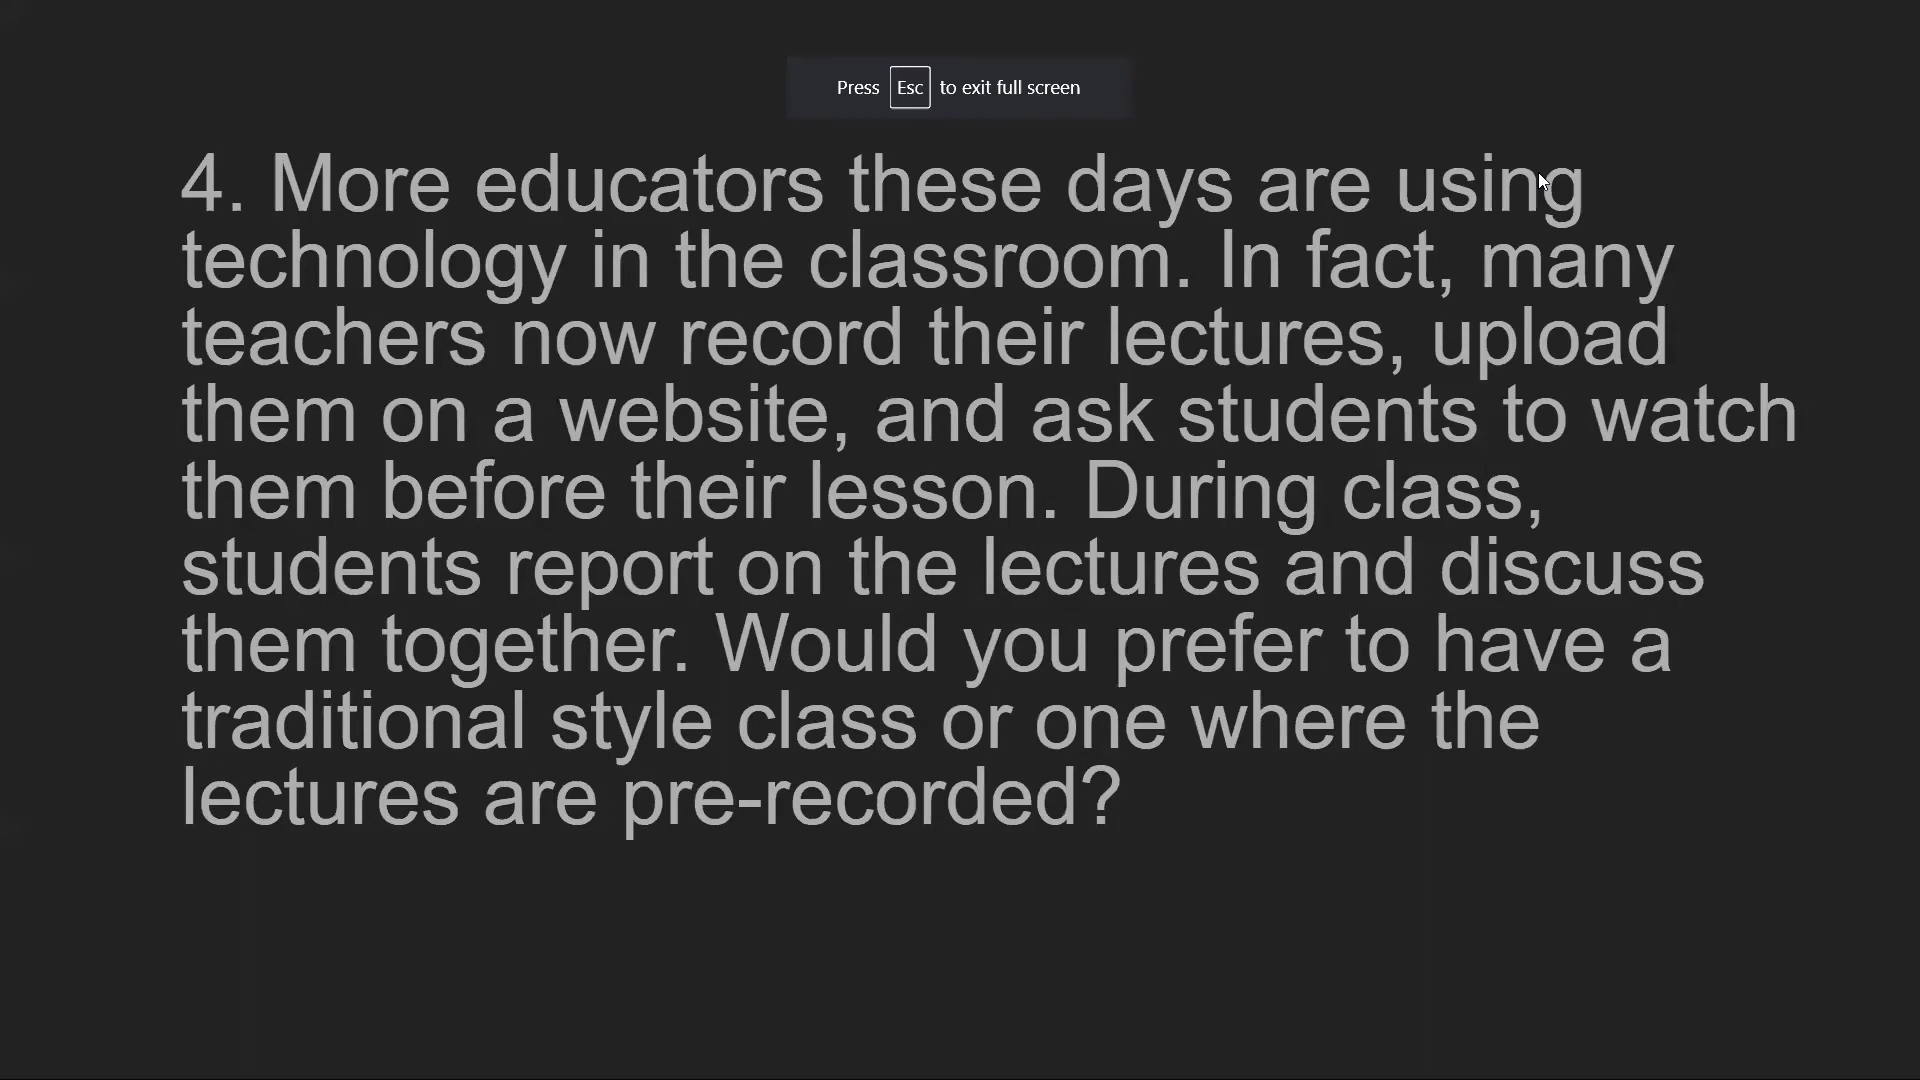 Press Esc to exit full screen
4. More educators these days are using
technology in the classroom. In fact, many
teachers now record their lectures, upload
them on a website, and ask students to watch
them before their lesson. During class,
students report on the lectures and discuss
them together. Would you prefer to have a
traditional style class or one where the
lectures are pre-recorded?